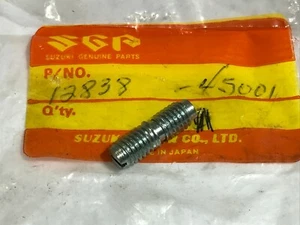 SGP
SUZUKI GENUINE PARTS
P/NO.
12838 -45001
Q'ty.
SUZUKI CO., LTD.
IN JAPAN